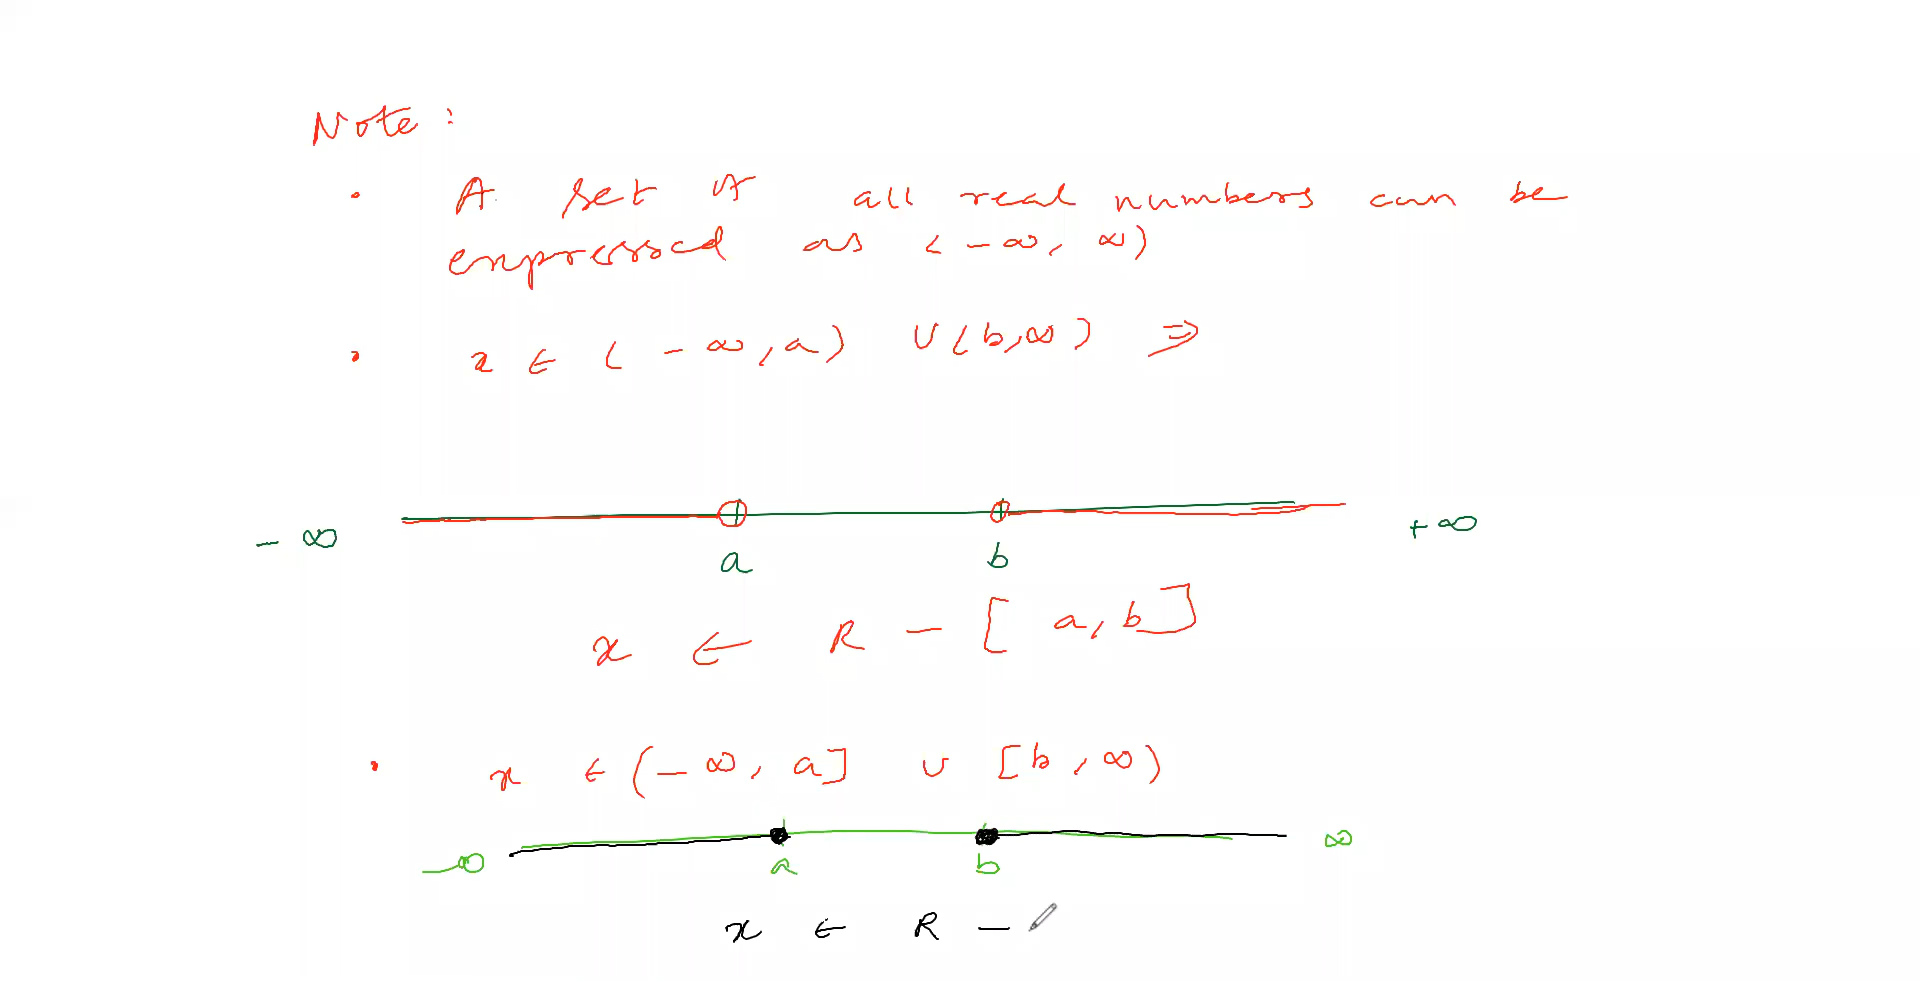 Note :
• A set of all real numbers can be
expressed as ( - ∞, ∞)
• x ∈ ( - ∞, a) ∪ (b, ∞) ⇒
- ∞ a b + ∞
x ∈ R - [ a, b ]
• x ∈ (- ∞, a] ∪ [b, ∞)
-∞ a b ∞
x ∈ R -